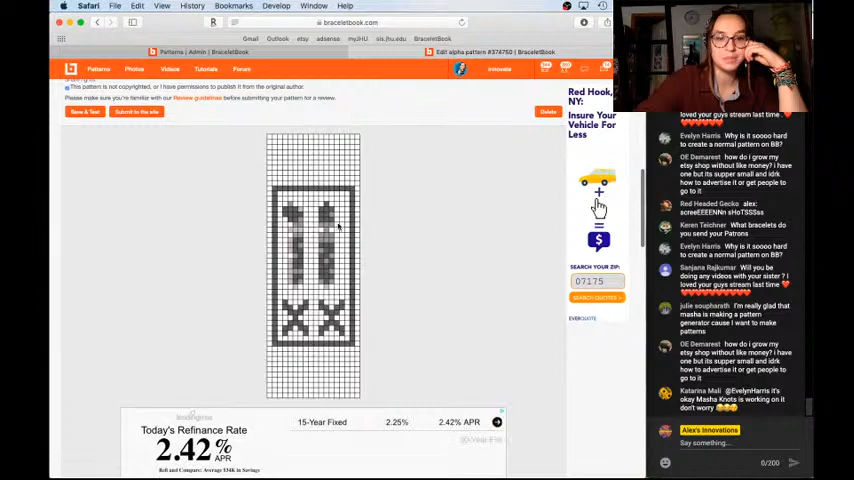 Safari File Edit View History Bookmarks Develop Window Help
braceletbook.com
Gmail Outlook etsy adsense myJHU sis.jhu.edu BraceletBook
Patterns | Admin | BraceletBook
Edit alpha pattern #374750 | BraceletBook
Patterns Photos Videos Tutorials Forum
This pattern is not copyrighted, or I have permissions to publish it from the original author.
Please make sure you're familiar with our Review guidelines before submitting your pattern for a review.
Save & Test
Submit to the site
Delete
Red Hook,
NY:
Insure Your
Vehicle For
Less
SEARCH YOUR ZIP:
07175
SEARCH QUOTES >
EVERQUOTE
lendingtree
Today's Refinance Rate
2.42%
APR
15-Year Fixed 2.25% 2.42% APR
loved your guys stream last time .
Evelyn Harris Why is it soooo hard
to create a normal pattern on BB?
OE Demarest how do i grow my
etsy shop without like money? i have
one but its supper small and idrk
how to advertise it or get people to
go to it
Red Headed Gecko alex:
screeEEENNn sHoTSSSss
Keren Teichner What bracelets do
you send your Patrons
Evelyn Harris Why is it soooo hard
to create a normal pattern on BB?
Sanjana Rajkumar Will you be
doing any videos with your sister ? I
loved your guys stream last time ❤️
julie soupharath I'm really glad that
masha is making a pattern
generator cause I want to make
patterns
OE Demarest how do i grow my
etsy shop without like money? i have
one but its supper small and idrk
how to advertise it or get people to
go to it
Katarina Mali @EvelynHarris it's
okay Masha Knots is working on it
don't worry
Alex's Innovations
Say something...
0/200